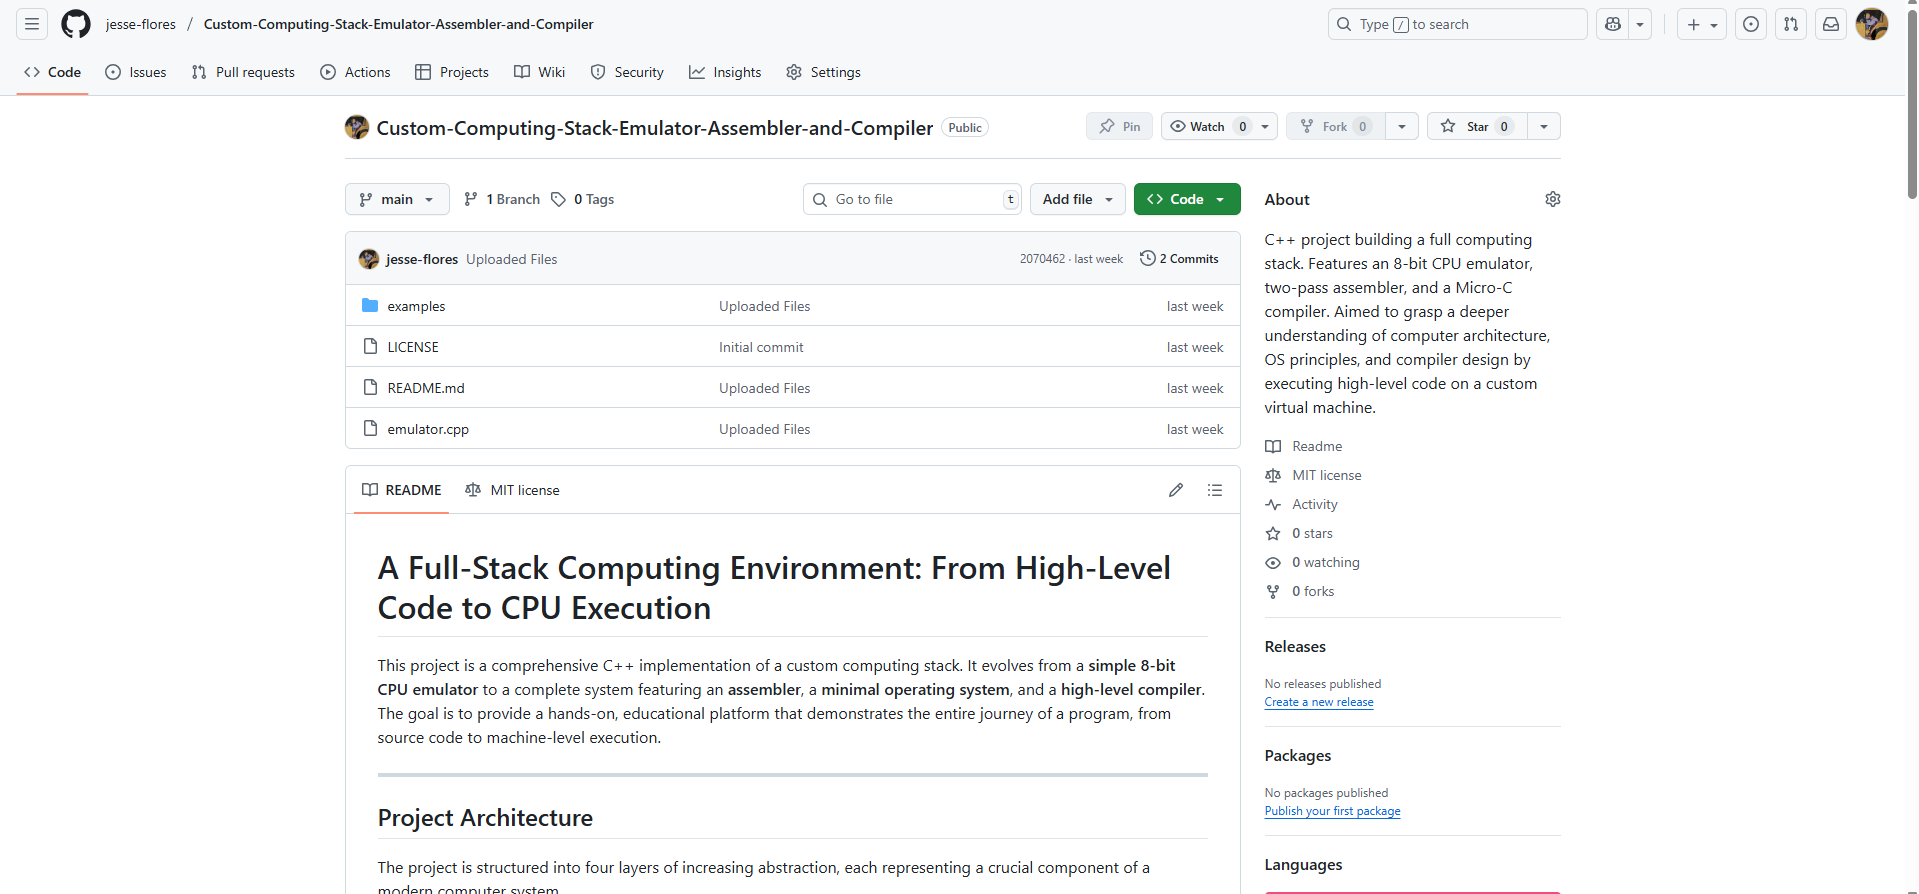 jesse-flores / Custom-Computing-Stack-Emulator-Assembler-and-Compiler
Type / to search
Code Issues Pull requests Actions Projects Wiki Security Insights Settings
Custom-Computing-Stack-Emulator-Assembler-and-Compiler Public
Pin Watch 0 Fork 0 Star 0
main 1 Branch 0 Tags
Go to file t Add file Code
jesse-flores Uploaded Files 2070462 · last week 2 Commits
examples Uploaded Files last week
LICENSE Initial commit last week
README.md Uploaded Files last week
emulator.cpp Uploaded Files last week
README MIT license
A Full-Stack Computing Environment: From High-Level
Code to CPU Execution
This project is a comprehensive C++ implementation of a custom computing stack. It evolves from a simple 8-bit
CPU emulator to a complete system featuring an assembler, a minimal operating system, and a high-level compiler.
The goal is to provide a hands-on, educational platform that demonstrates the entire journey of a program, from
source code to machine-level execution.
Project Architecture
The project is structured into four layers of increasing abstraction, each representing a crucial component of a
modern computer system.
About
C++ project building a full computing
stack. Features an 8-bit CPU emulator,
two-pass assembler, and a Micro-C
compiler. Aimed to grasp a deeper
understanding of computer architecture,
OS principles, and compiler design by
executing high-level code on a custom
virtual machine.
Readme
MIT license
Activity
0 stars
0 watching
0 forks
Releases
No releases published
Create a new release
Packages
No packages published
Publish your first package
Languages